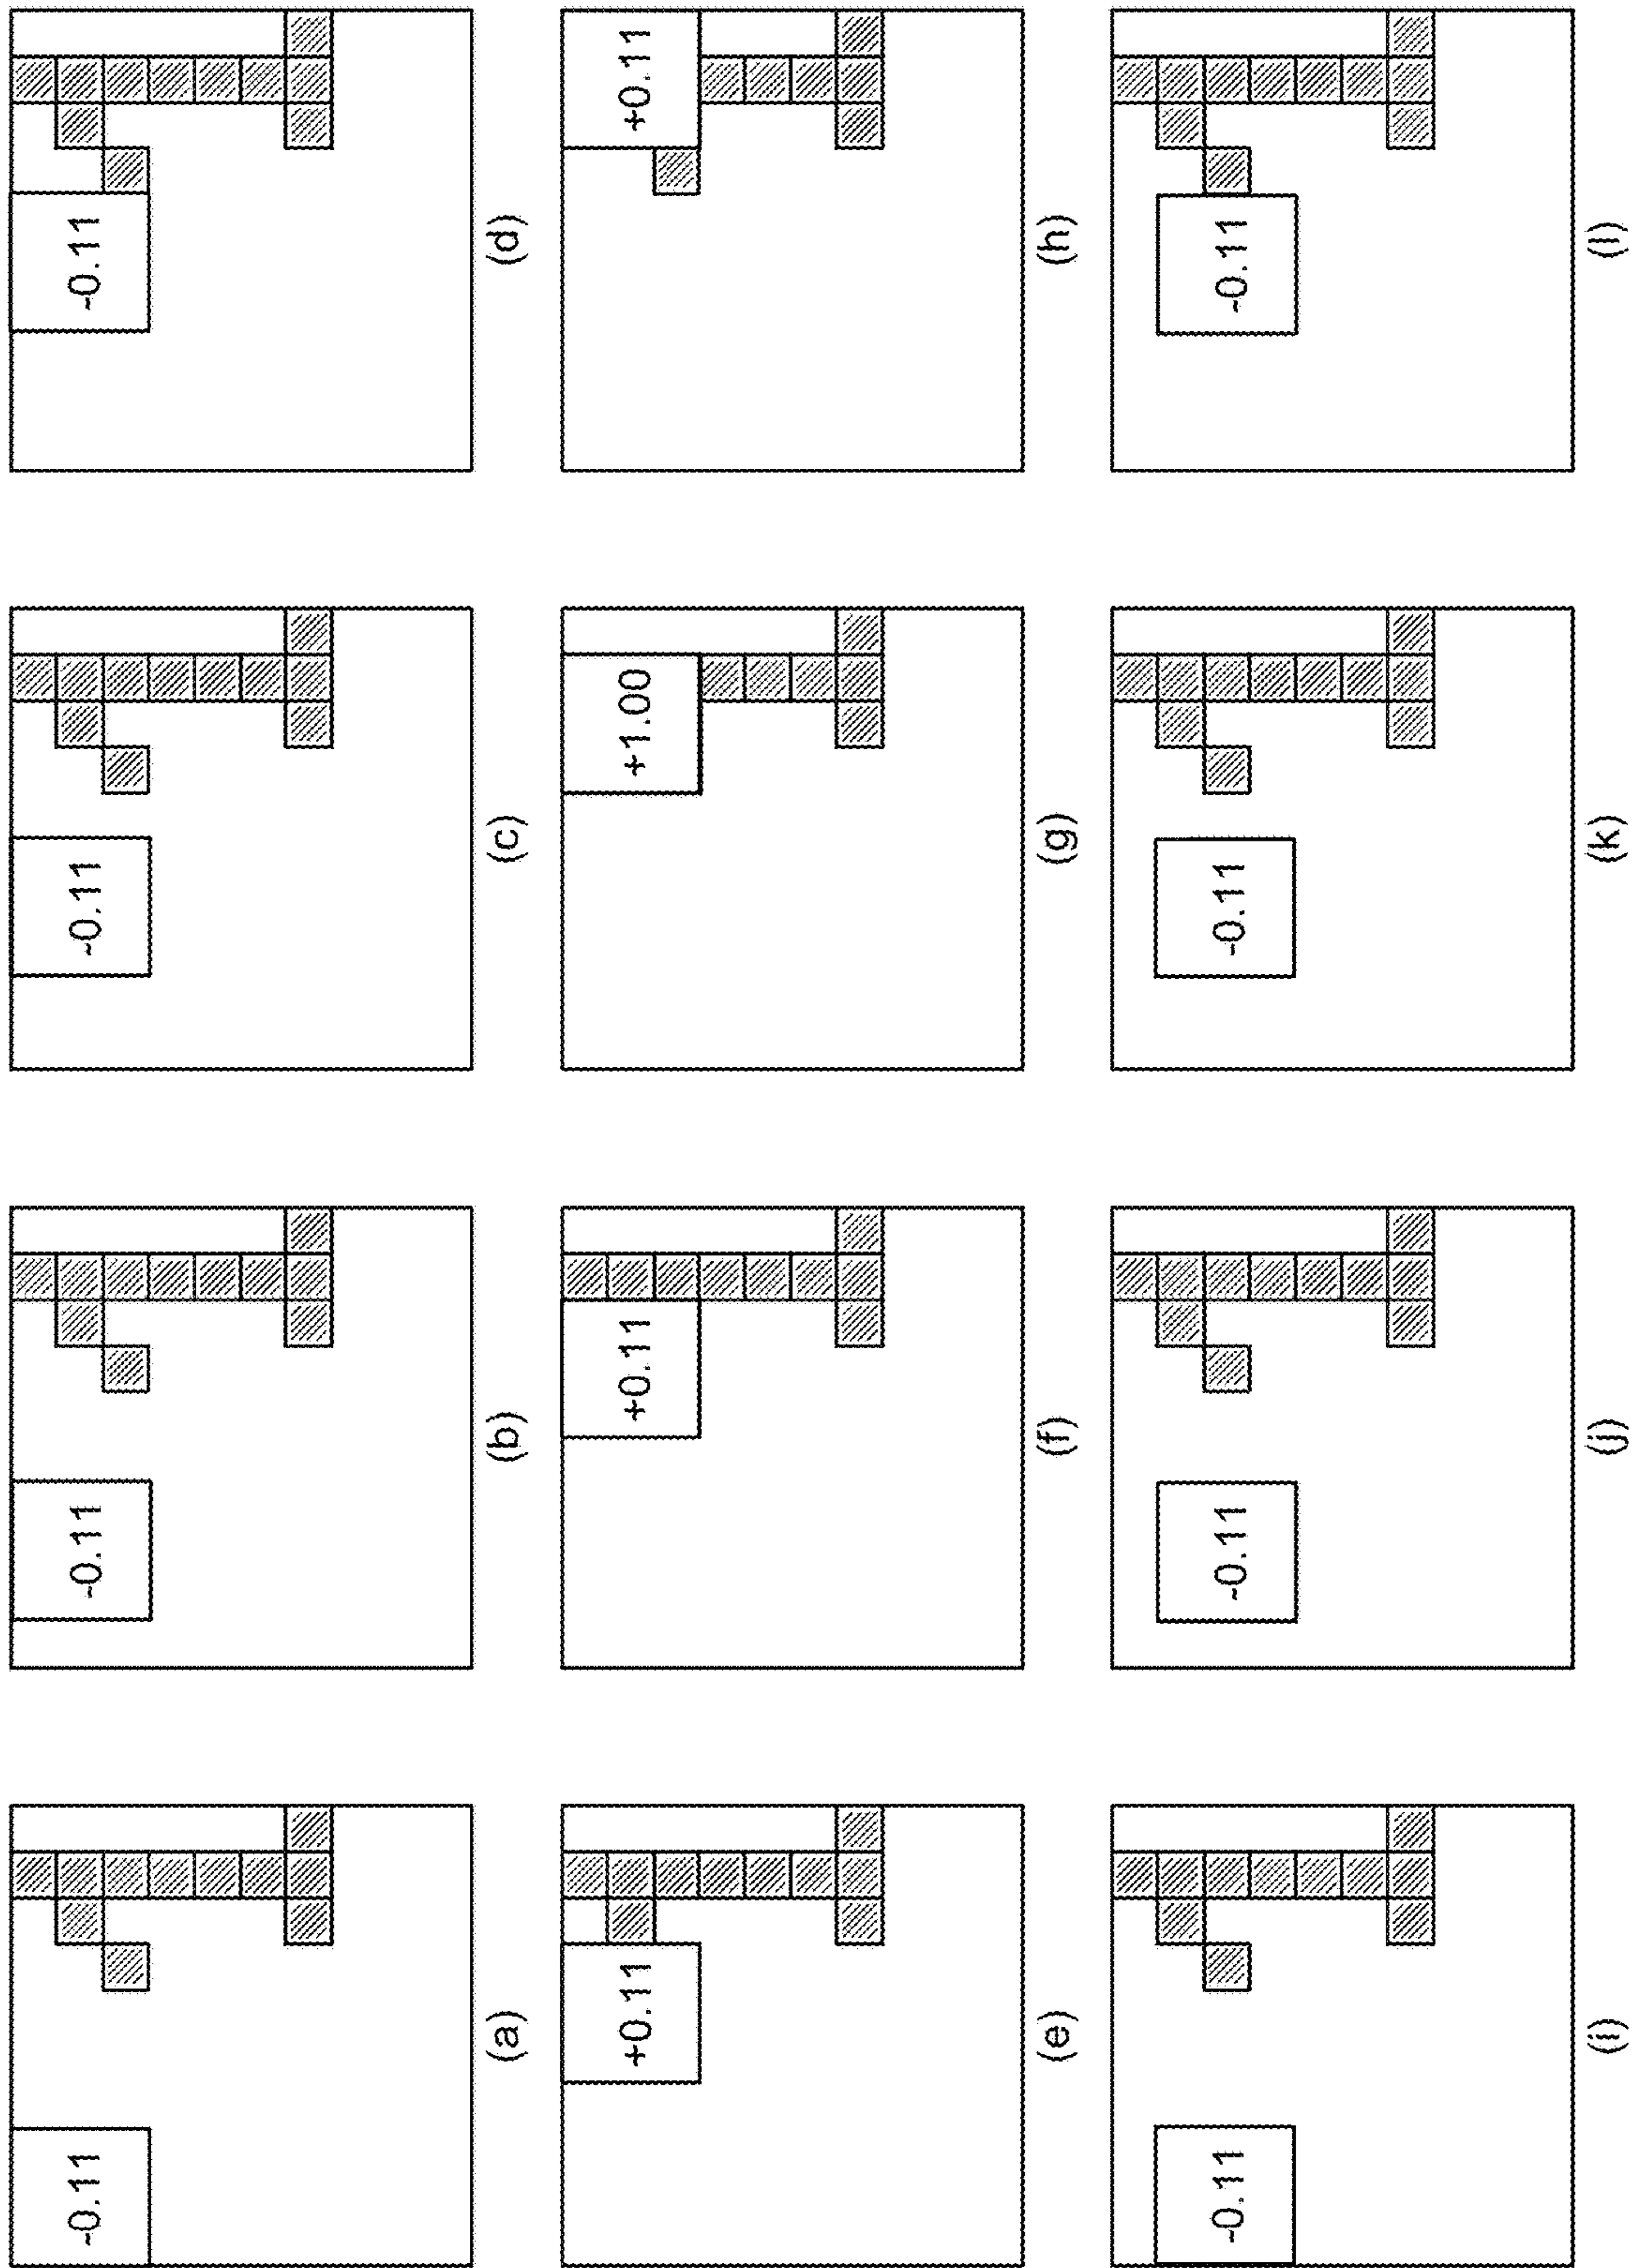 -0.11
-0.11
-0.11
-0.11
(a)
(b)
(c)
(d)
+0.11
+0.11
+1.00
+0.11
(e)
(f)
(g)
(h)
-0.11
-0.11
-0.11
-0.11
(i)
(j)
(k)
(l)